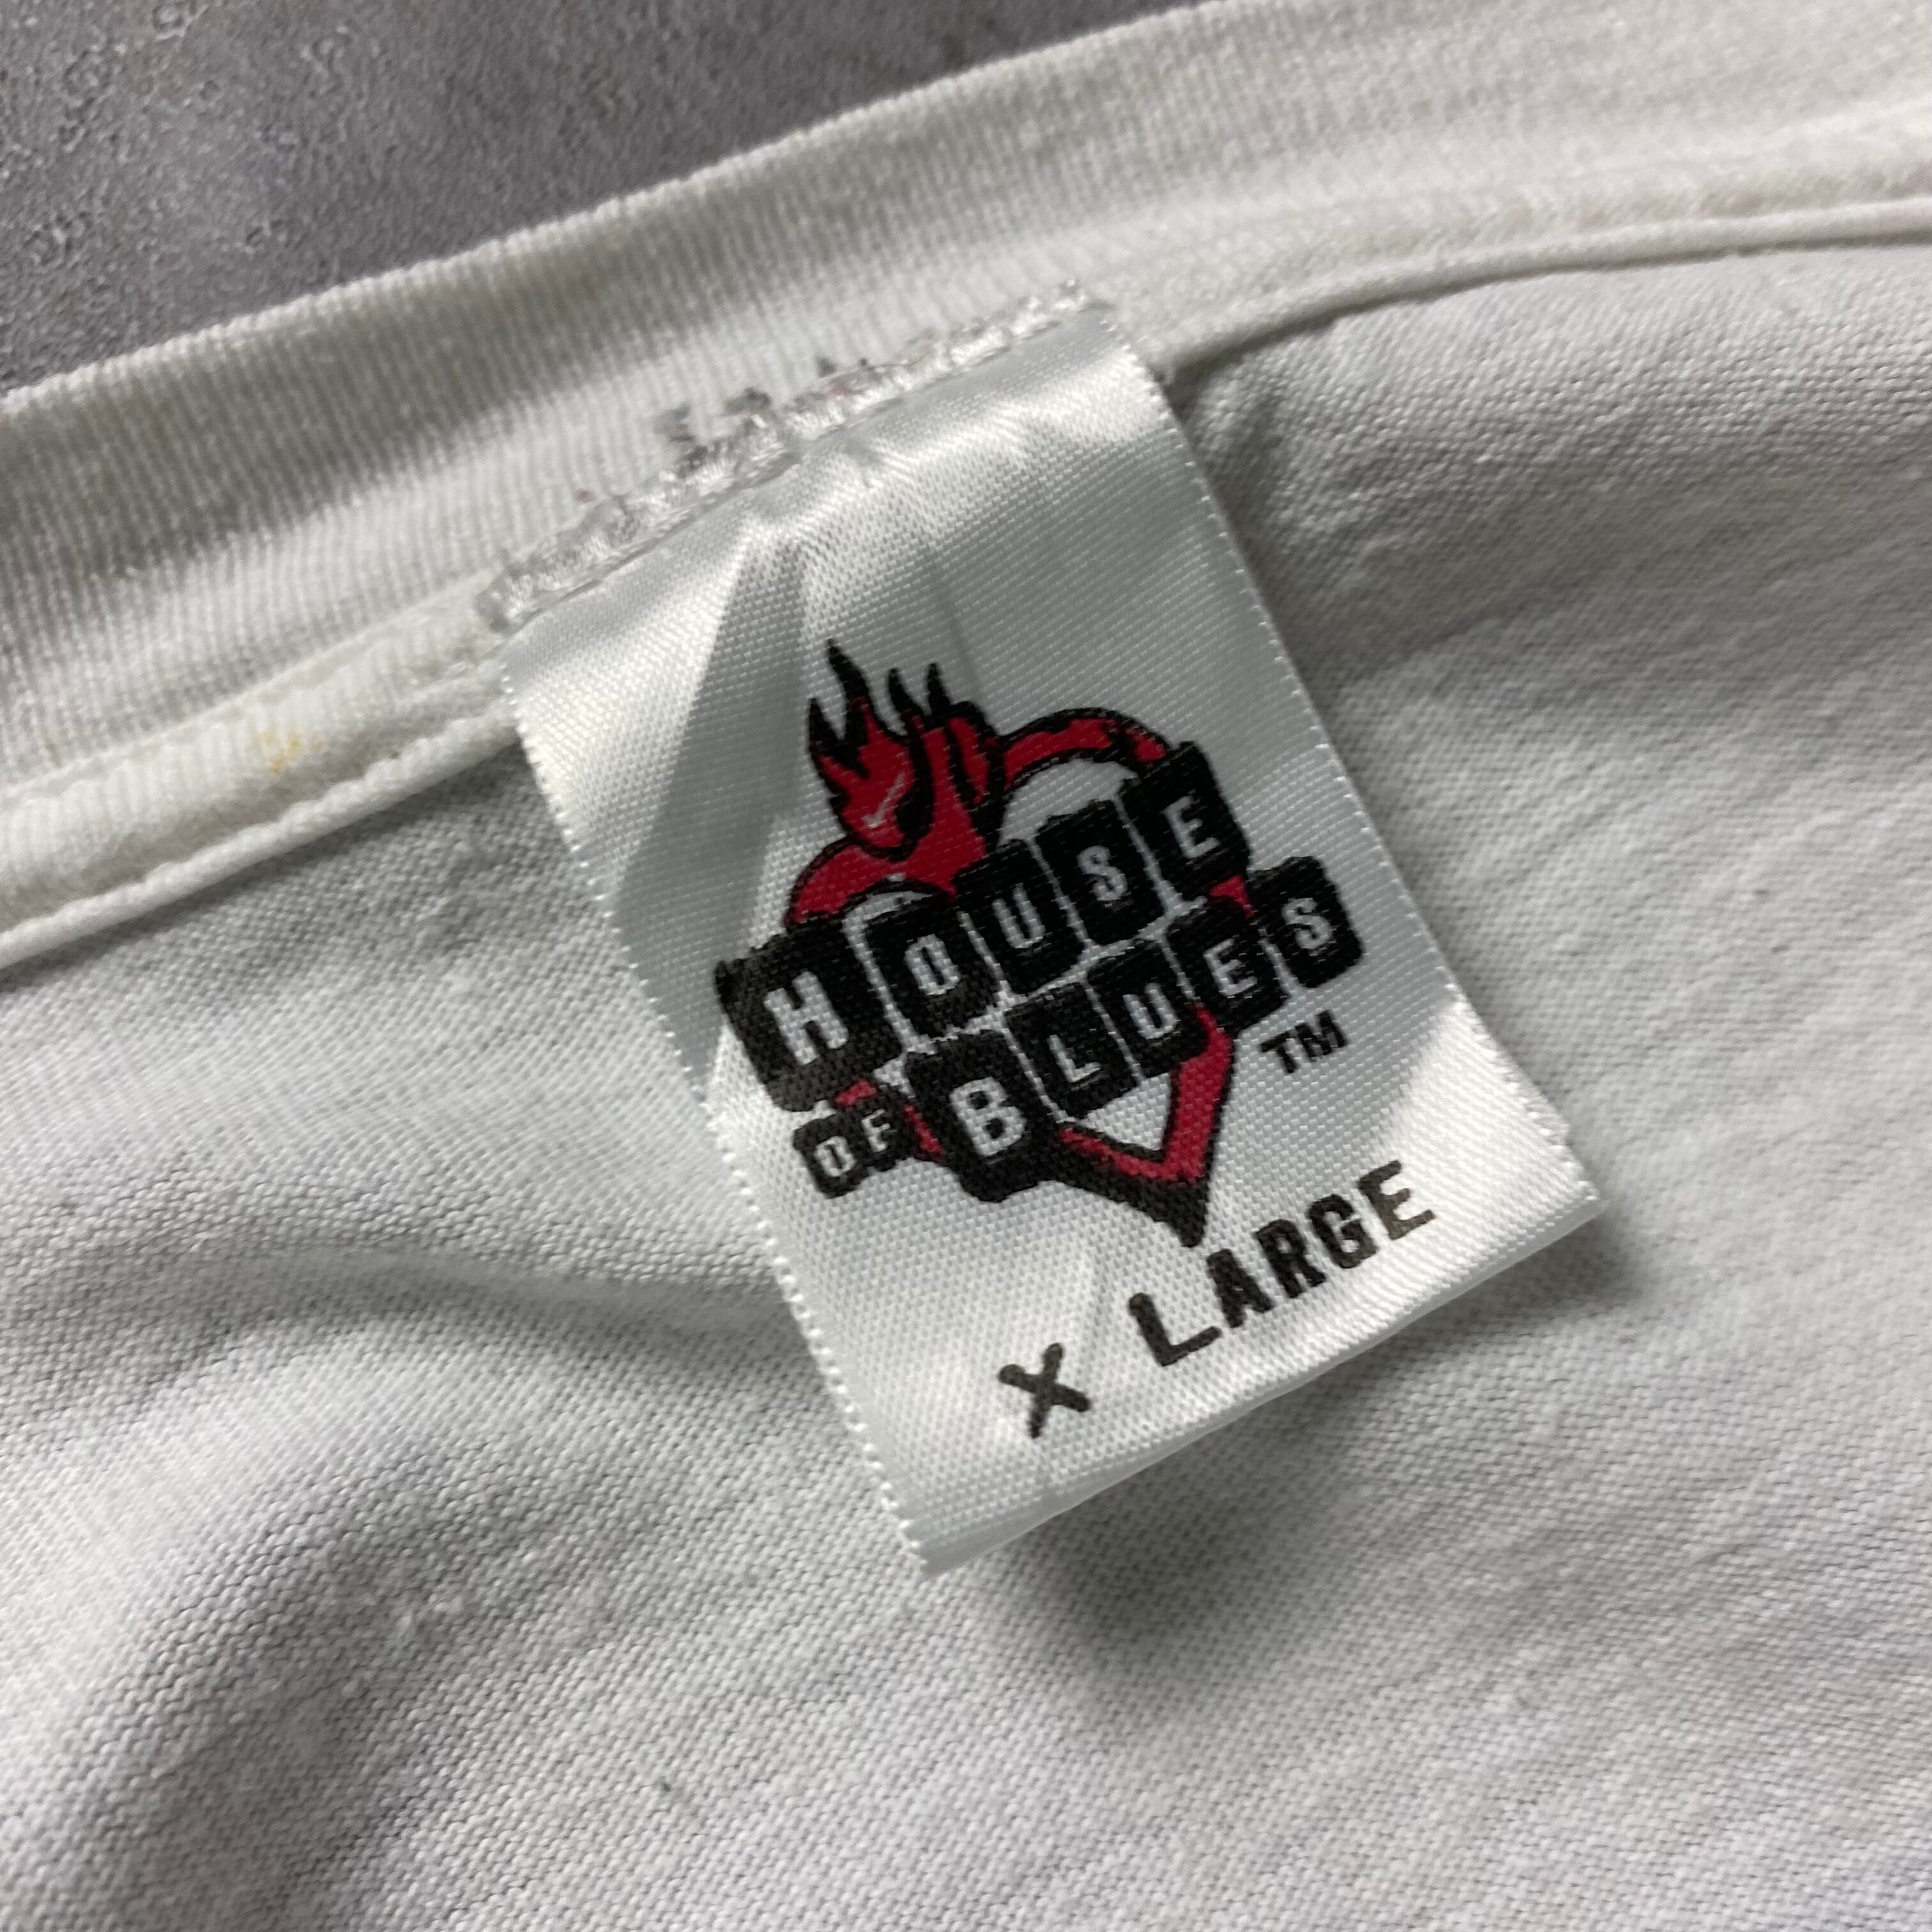 HOUSE
OF BLUES
TM
X LARGE